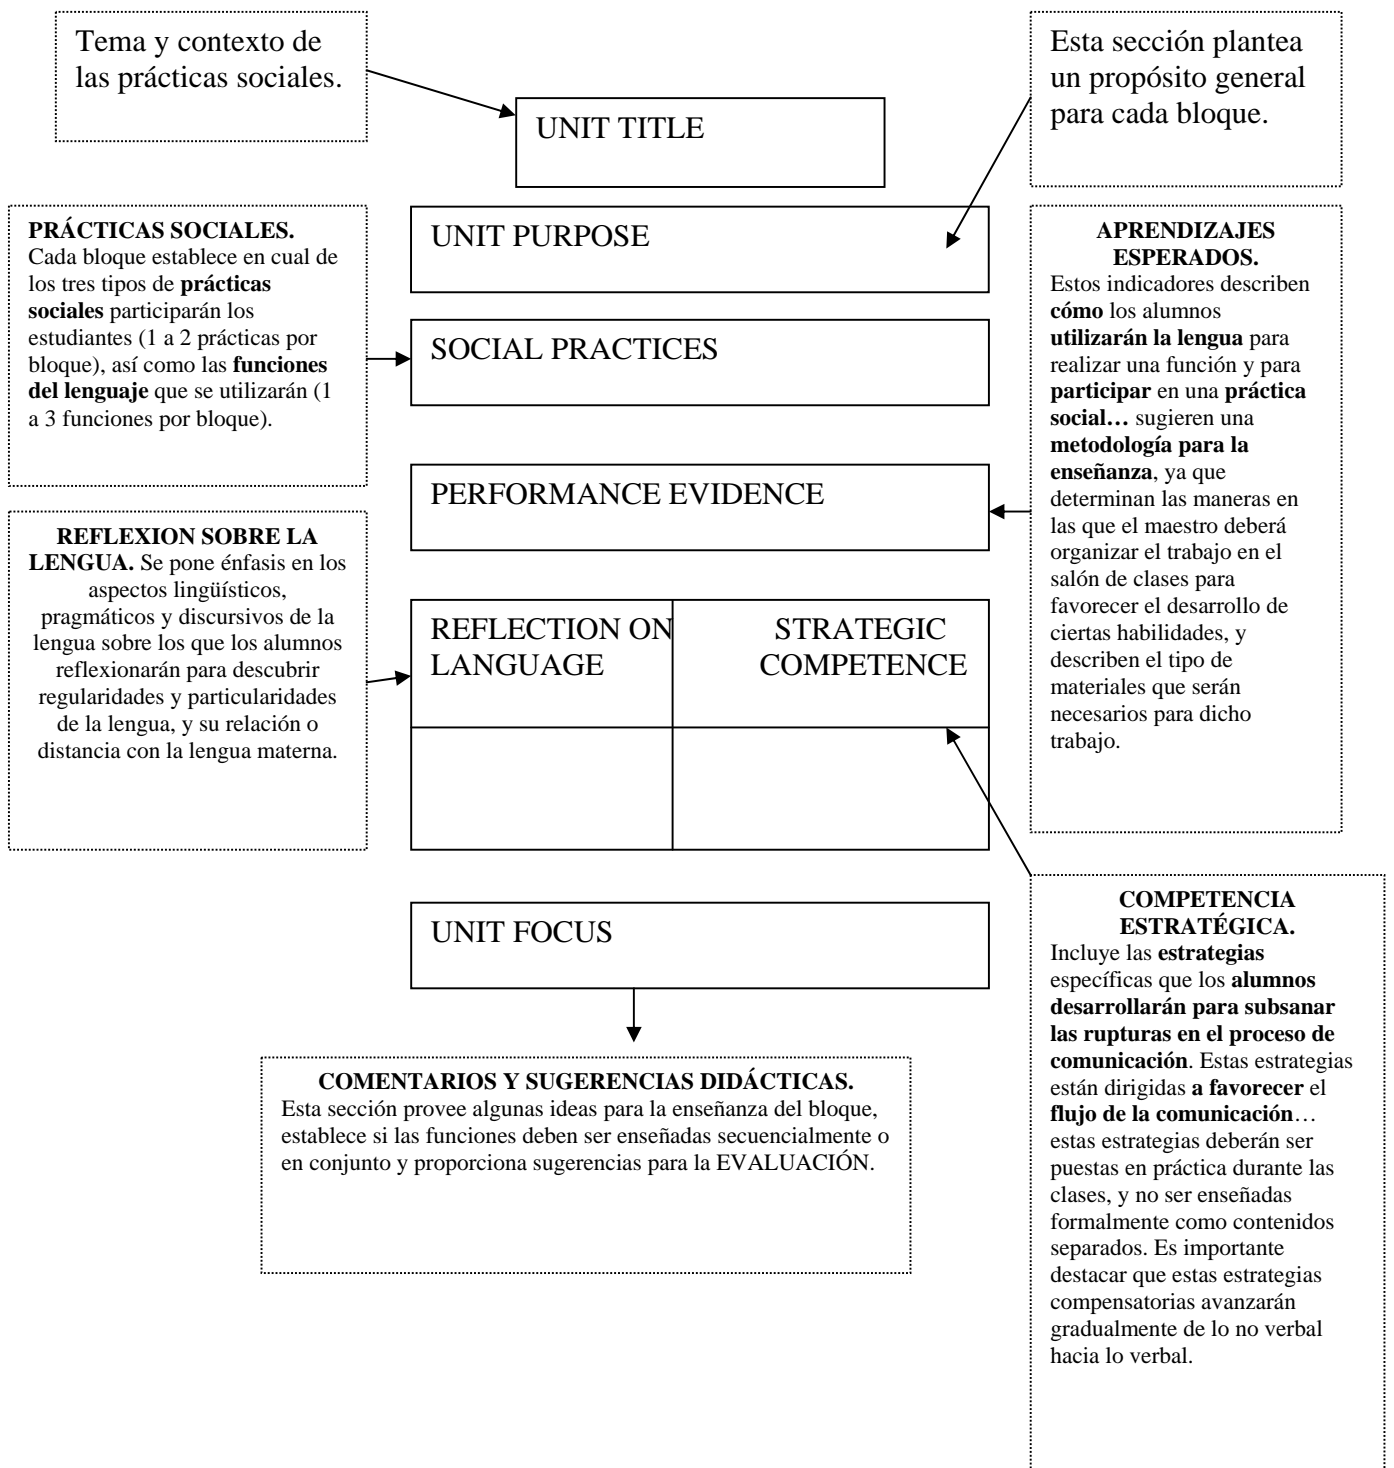 Tema y contexto de
las prácticas sociales.
Esta sección plantea
un propósito general
para cada bloque.
UNIT TITLE
PRÁCTICAS SOCIALES.
Cada bloque establece en cual de
los tres tipos de prácticas
sociales participarán los
estudiantes (1 a 2 prácticas por
bloque), así como las funciones
del lenguaje que se utilizarán (1
a 3 funciones por bloque).
UNIT PURPOSE
SOCIAL PRACTICES
APRENDIZAJES
ESPERADOS.
Estos indicadores describen
cómo los alumnos
utilizarán la lengua para
realizar una función y para
participar en una práctica
social… sugieren una
metodología para la
enseñanza, ya que
determinan las maneras en
las que el maestro deberá
organizar el trabajo en el
salón de clases para
favorecer el desarrollo de
ciertas habilidades, y
describen el tipo de
materiales que serán
necesarios para dicho
trabajo.
PERFORMANCE EVIDENCE
REFLEXION SOBRE LA
LENGUA. Se pone énfasis en los
aspectos lingüísticos,
pragmáticos y discursivos de la
lengua sobre los que los alumnos
reflexionarán para descubrir
regularidades y particularidades
de la lengua, y su relación o
distancia con la lengua materna.
REFLECTION ON
LANGUAGE
STRATEGIC
COMPETENCE
UNIT FOCUS
COMPETENCIA
ESTRATÉGICA.
Incluye las estrategias
específicas que los alumnos
desarrollarán para subsanar
las rupturas en el proceso de
comunicación. Estas estrategias
están dirigidas a favorecer el
flujo de la comunicación…
estas estrategias deberán ser
puestas en práctica durante las
clases, y no ser enseñadas
formalmente como contenidos
separados. Es importante
destacar que estas estrategias
compensatorias avanzarán
gradualmente de lo no verbal
hacia lo verbal.
COMENTARIOS Y SUGERENCIAS DIDÁCTICAS.
Esta sección provee algunas ideas para la enseñanza del bloque,
establece si las funciones deben ser enseñadas secuencialmente o
en conjunto y proporciona sugerencias para la EVALUACIÓN.